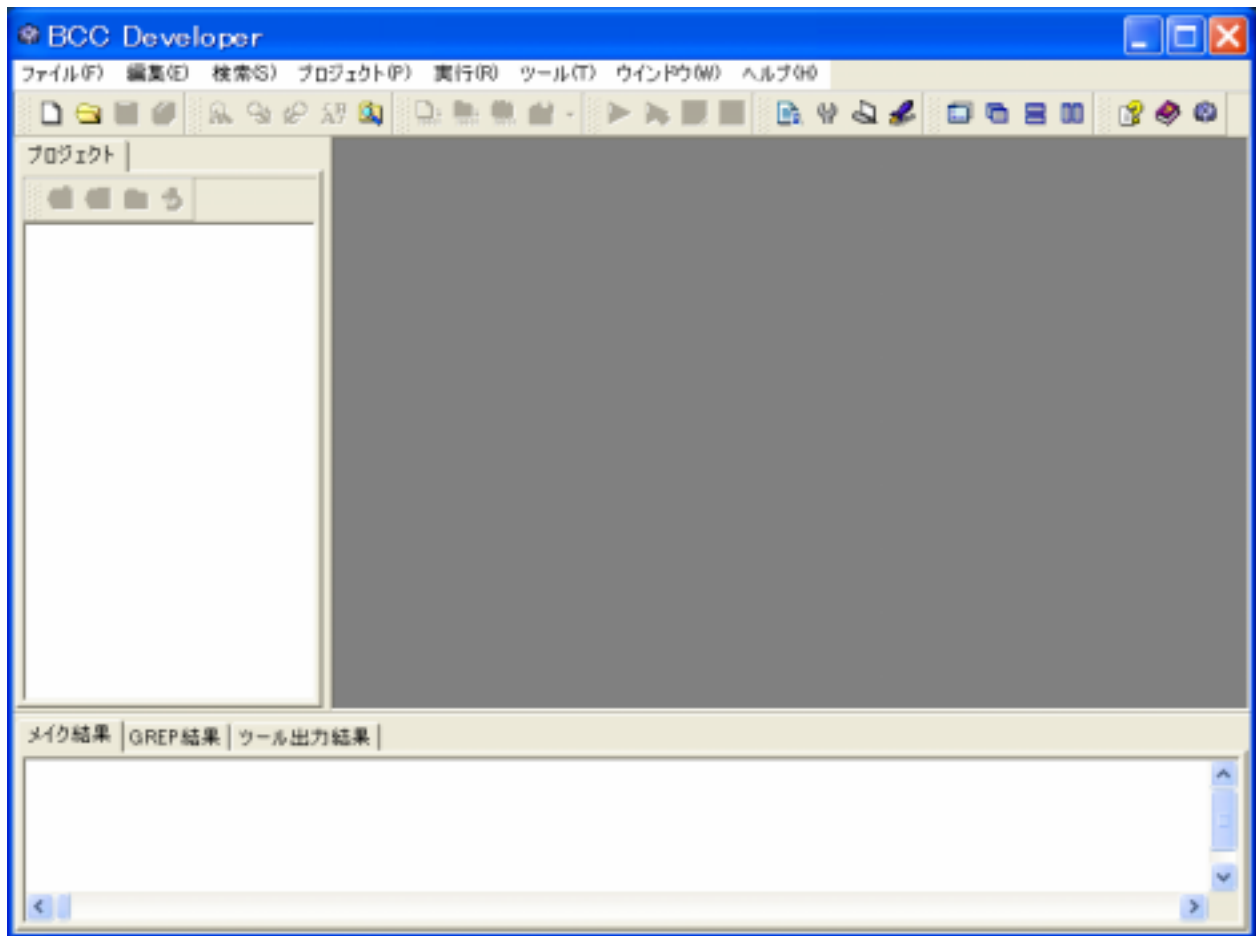 BCC Developer
ファイル(F) 編集(E) 検索(S) プロジェクト(P) 実行(R) ツール(T) ウインドウ(W) ヘルプ(H)
プロジェクト
メイク結果 GREP結果 ツール出力結果